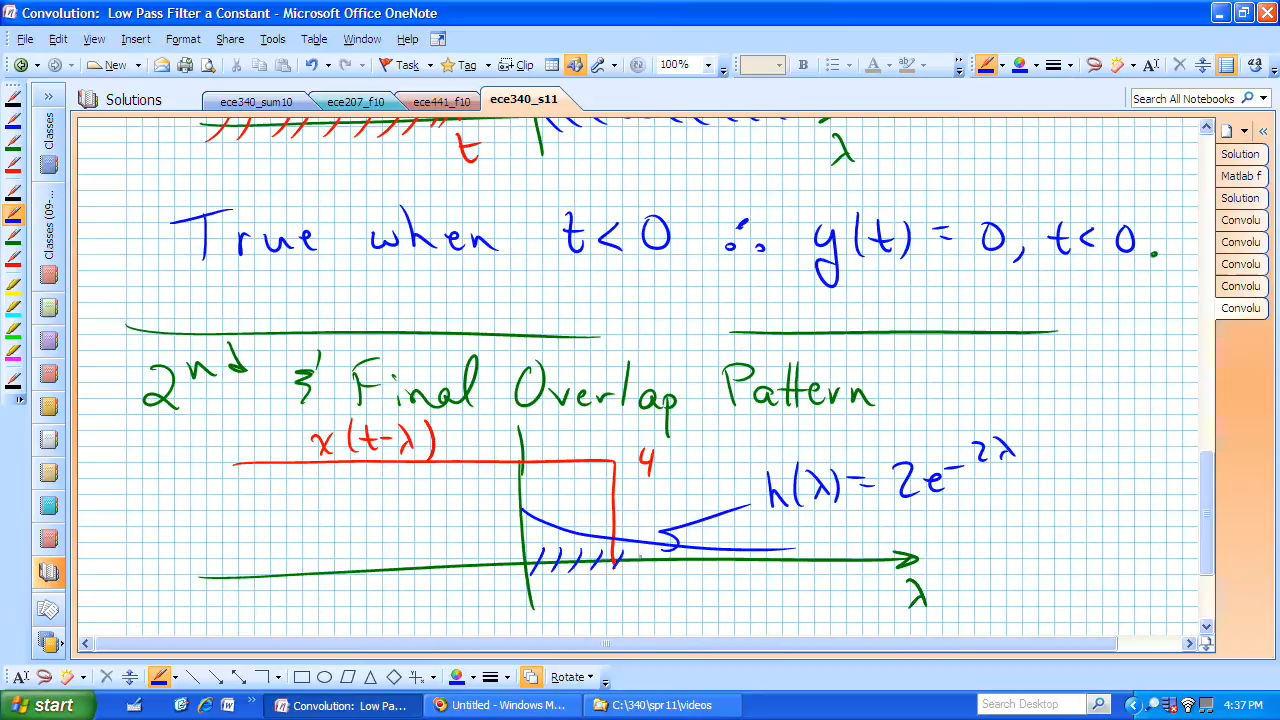 Convolution: Low Pass Filter a Constant - Microsoft Office OneNote
File Edit View Insert Format Share Tools Table Window Help
New Task Tag Clip 100% B A ab A
Solutions ece340_sum10 ece207_f10 ece441_f10 ece340_s11 Search All Notebooks
Classes
Classes (09-...
Solution
Matlab f
Solution
Convolu
Convolu
Convolu
Convolu
Convolu
t λ
True when t < 0 ∴ y(t) = 0, t < 0.
2nd & Final Overlap Pattern
x(t-λ) 4
h(λ) = 2e^-2λ
λ
A Rotate
start Convolution: Low Pa... Untitled - Windows M... C:\340\spr11\videos Search Desktop 4:37 PM